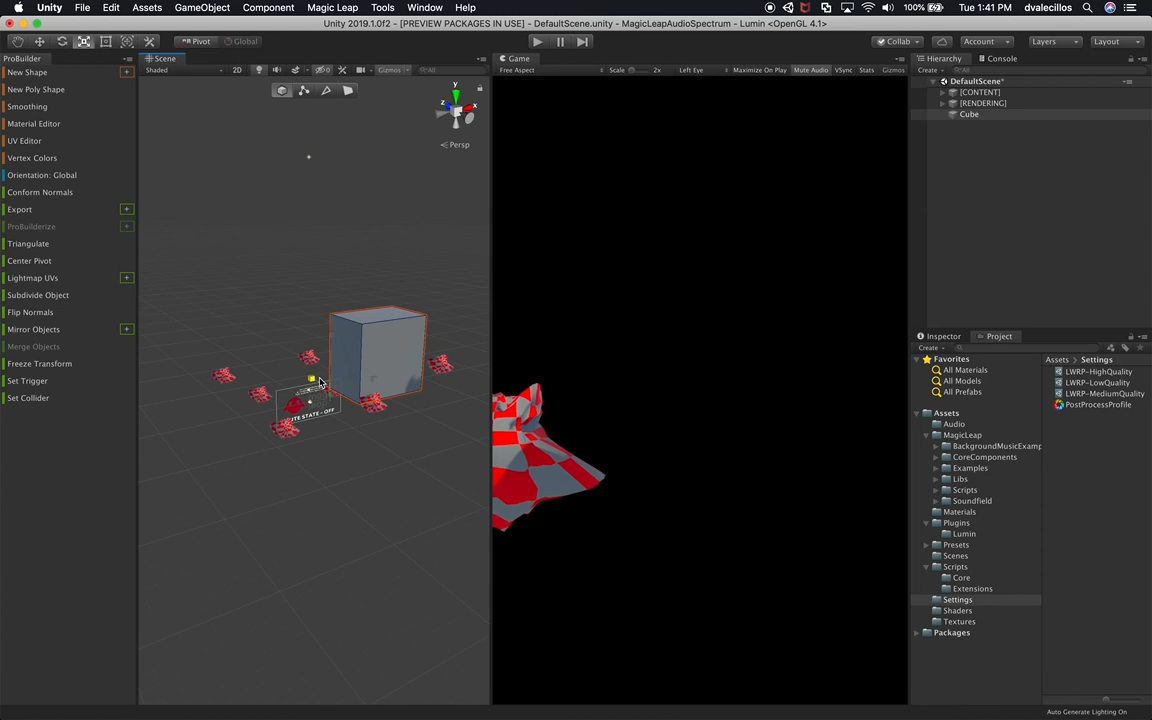 Unity File Edit Assets GameObject Component Magic Leap Tools Window Help 100% Tue 1:41 PM dvalecillos
Unity 2019.1.0f2 - [PREVIEW PACKAGES IN USE] - DefaultScene.unity - MagicLeapAudioSpectrum - Lumin <OpenGL 4.1>
Pivot Global Collab Account Layers Layout
ProBuilder Scene Game Hierarchy Console
Shaded 2D Gizmos All Free Aspect Scale 2x Left Eye Maximize On Play Mute Audio VSync Stats Gizmos Create All
New Shape
New Poly Shape
Smoothing
Material Editor
UV Editor
Vertex Colors
Orientation: Global
Conform Normals
Export
ProBuilderize
Triangulate
Center Pivot
Lightmap UVs
Subdivide Object
Flip Normals
Mirror Objects
Merge Objects
Freeze Transform
Set Trigger
Set Collider
y
z x
Persp
UTE STATE - OFF
DefaultScene*
[CONTENT]
[RENDERING]
Cube
Inspector Project
Create
Favorites
All Materials
All Models
All Prefabs
Assets
Audio
MagicLeap
BackgroundMusicExamp
CoreComponents
Examples
Libs
Scripts
Soundfield
Materials
Plugins
Lumin
Presets
Scenes
Scripts
Core
Extensions
Settings
Shaders
Textures
Packages
Assets Settings
LWRP-HighQuality
LWRP-LowQuality
LWRP-MediumQuality
PostProcessProfile
Auto Generate Lighting On